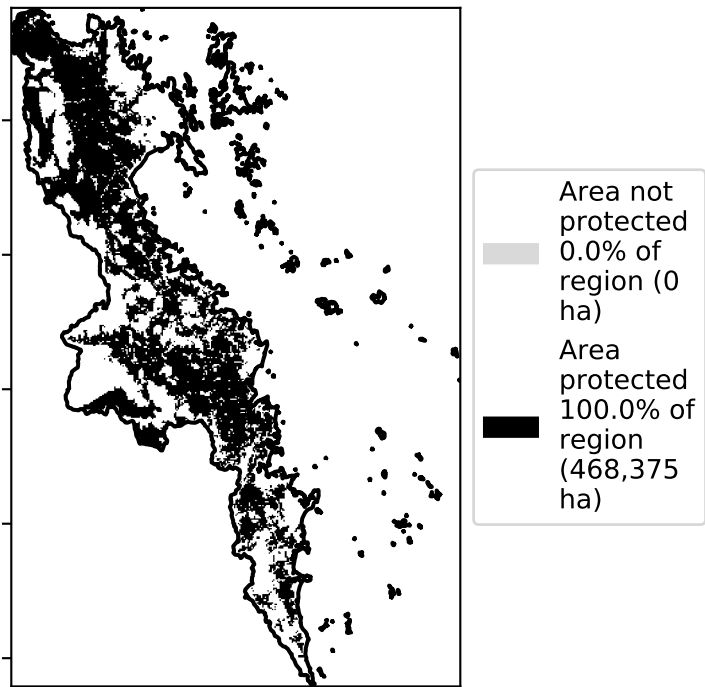 Area not
protected
0.0% of
region (0
ha)
Area
protected
100.0% of
region
(468,375
ha)